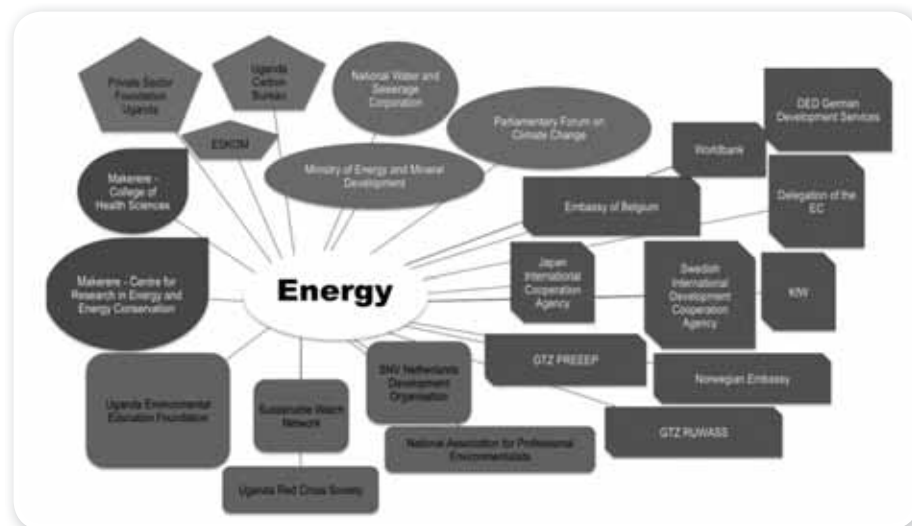 Private Sector
Foundation
Uganda
Uganda
Carbon
Bureau
National Water and
Sewerage
Corporation
Parliamentary Forum on
Climate Change
DED German
Development Services
Worldbank
ESKOM
Ministry of Energy and Mineral
Development
Makerere -
College of
Health Sciences
Embassy of Belgium
Delegation of the
EC
Makerere - Centre for
Research in Energy and
Energy Conservation
Energy
Japan
International
Cooperation
Agency
Swedish
International
Development
Cooperation
Agency
KfW
GTZ PREEEP
Norwegian Embassy
SNV Netherlands
Development
Organisation
Uganda Environmental
Education Foundation
Sustainable Watch
Network
GTZ RUWASS
National Association for Professional
Environmentalists
Uganda Red Cross Society